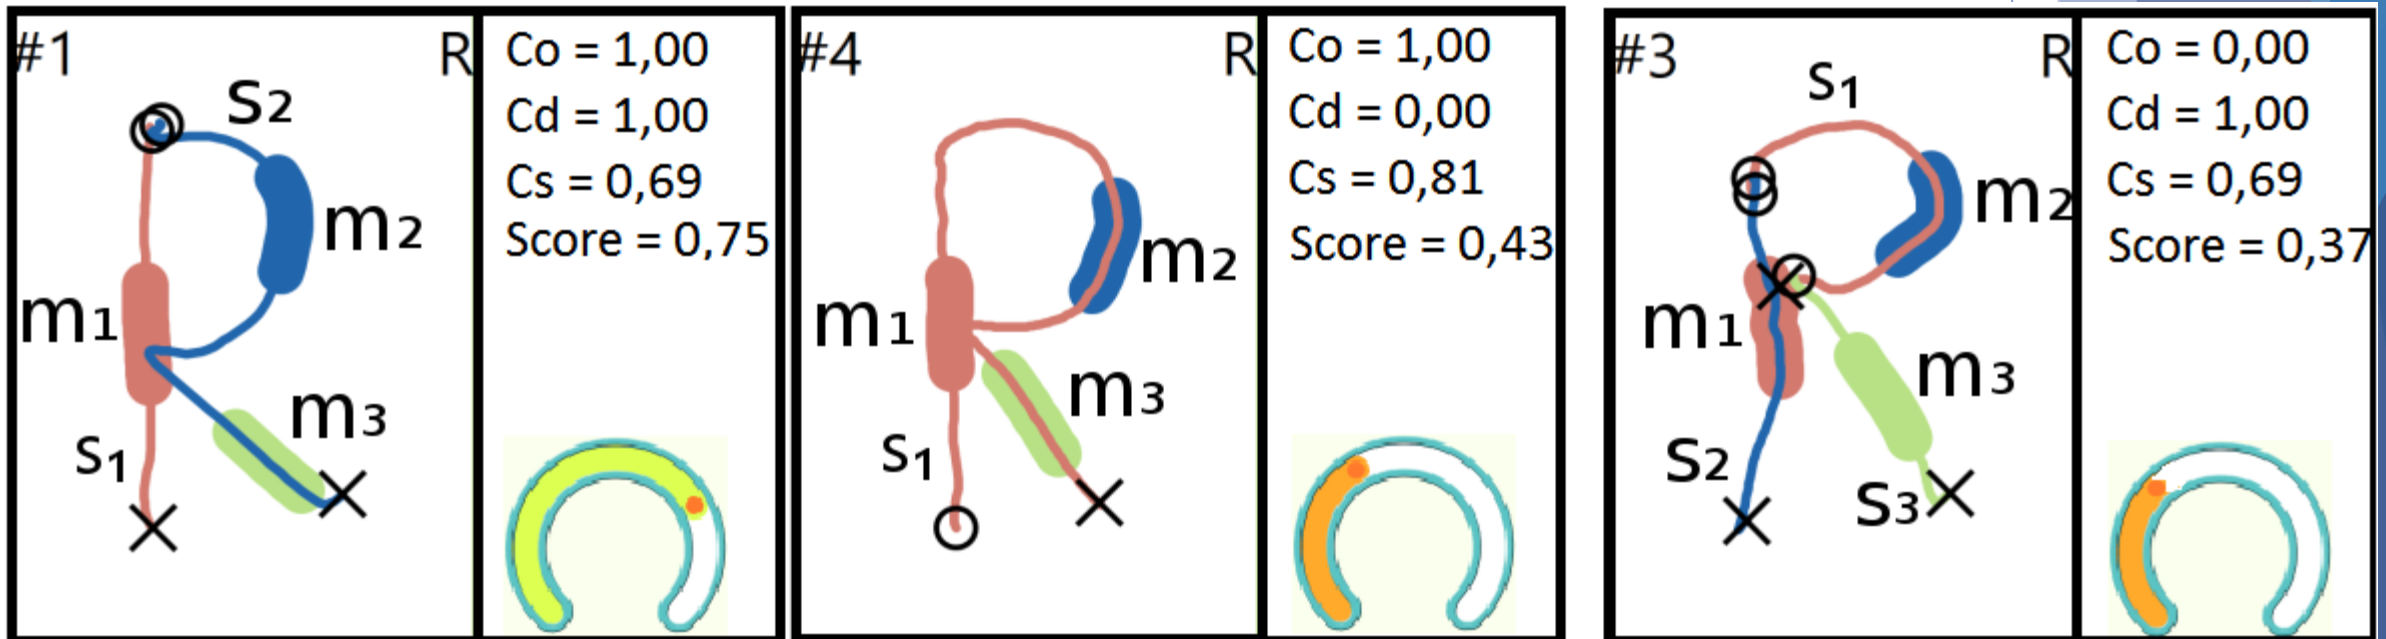 #1 R
s₂
m₂
m₁
m₃
s₁
Co = 1,00
Cd = 1,00
Cs = 0,69
Score = 0,75
#4 R
m₂
m₁
m₃
s₁
Co = 1,00
Cd = 0,00
Cs = 0,81
Score = 0,43
#3 R
s₁
m₂
m₁
m₃
s₂
s₃
Co = 0,00
Cd = 1,00
Cs = 0,69
Score = 0,37